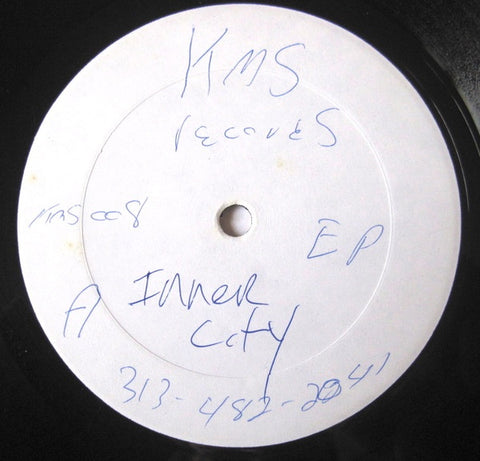 KMS
records
KMS 008
EP
A
INNER
City
313-482-2041